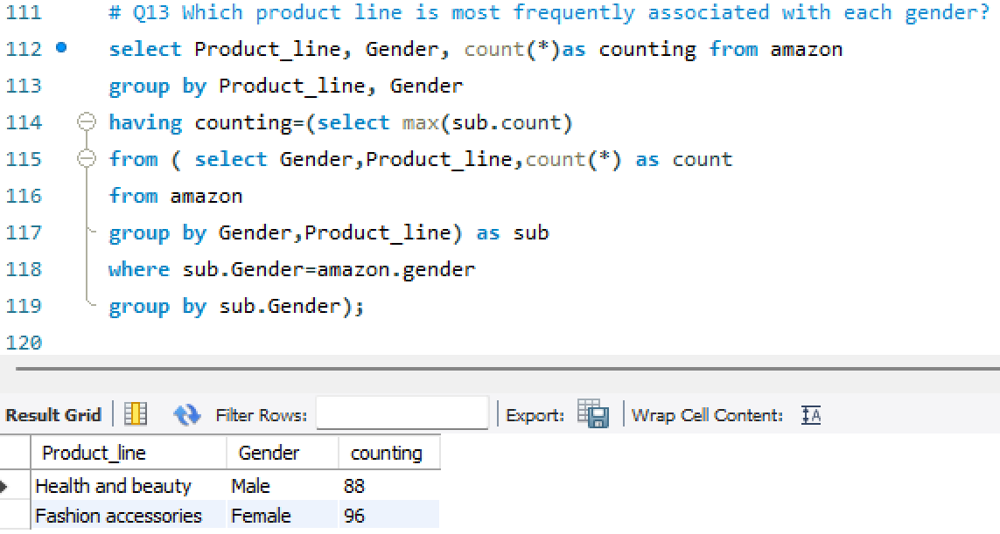 111 # Q13 Which product line is most frequently associated with each gender?
112 select Product_line, Gender, count(*)as counting from amazon
113 group by Product_line, Gender
114 having counting=(select max(sub.count)
115 from ( select Gender,Product_line,count(*) as count
116 from amazon
117 group by Gender,Product_line) as sub
118 where sub.Gender=amazon.gender
119 group by sub.Gender);
120
Result Grid Filter Rows: Export: Wrap Cell Content: IA
Product_line Gender counting
Health and beauty Male 88
Fashion accessories Female 96